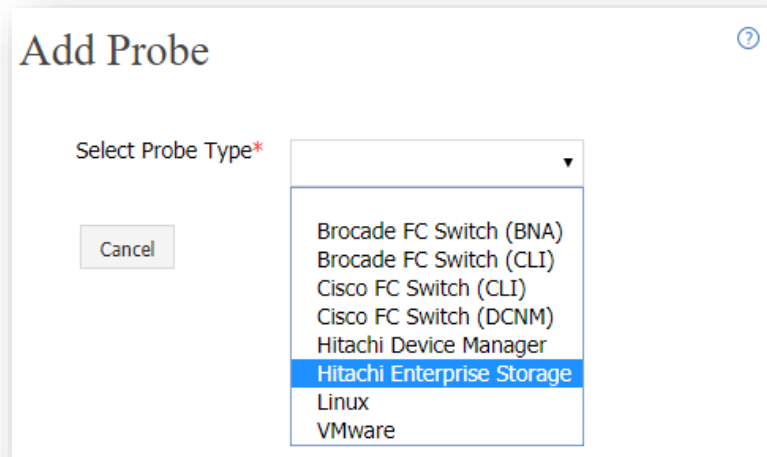 Add Probe
?
Select Probe Type*
Brocade FC Switch (BNA)
Cancel
Brocade FC Switch (CLI)
Cisco FC Switch (CLI)
Cisco FC Switch (DCNM)
Hitachi Device Manager
Hitachi Enterprise Storage
Linux
VMware